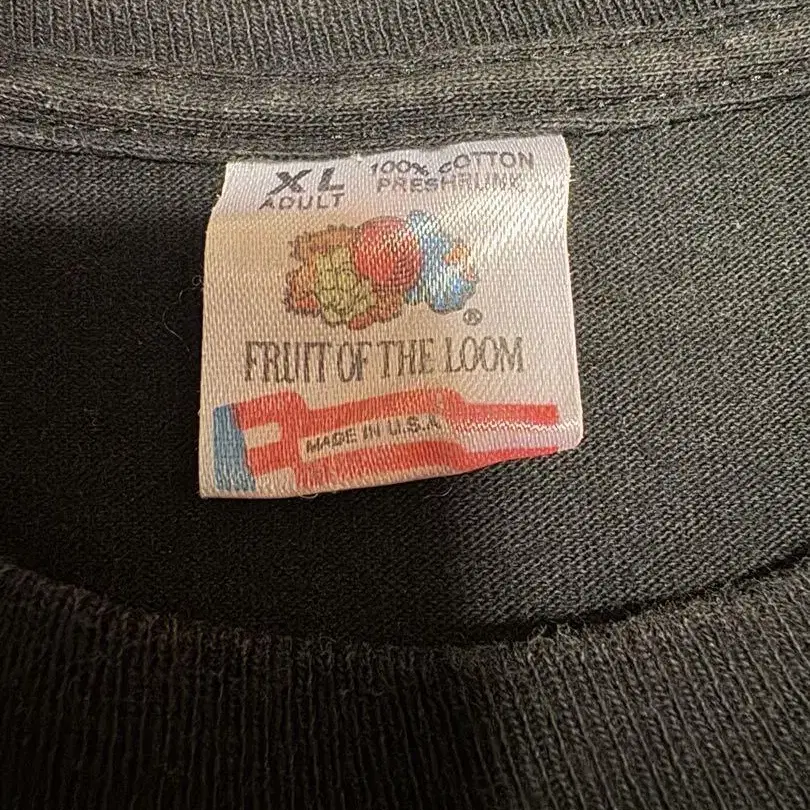 XL
ADULT
100% COTTON
PRESHRUNK
®
FRUIT OF THE LOOM
MADE IN U.S.A